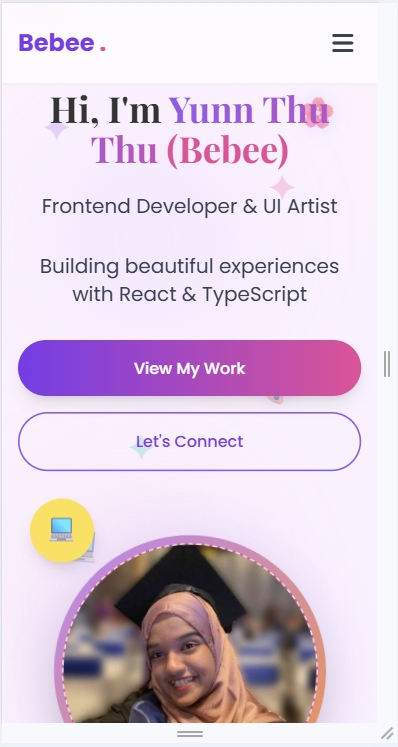 Bebee .
Hi, I'm Yunn Thu
Thu (Bebee)
Frontend Developer & UI Artist
Building beautiful experiences
with React & TypeScript
View My Work
Let's Connect